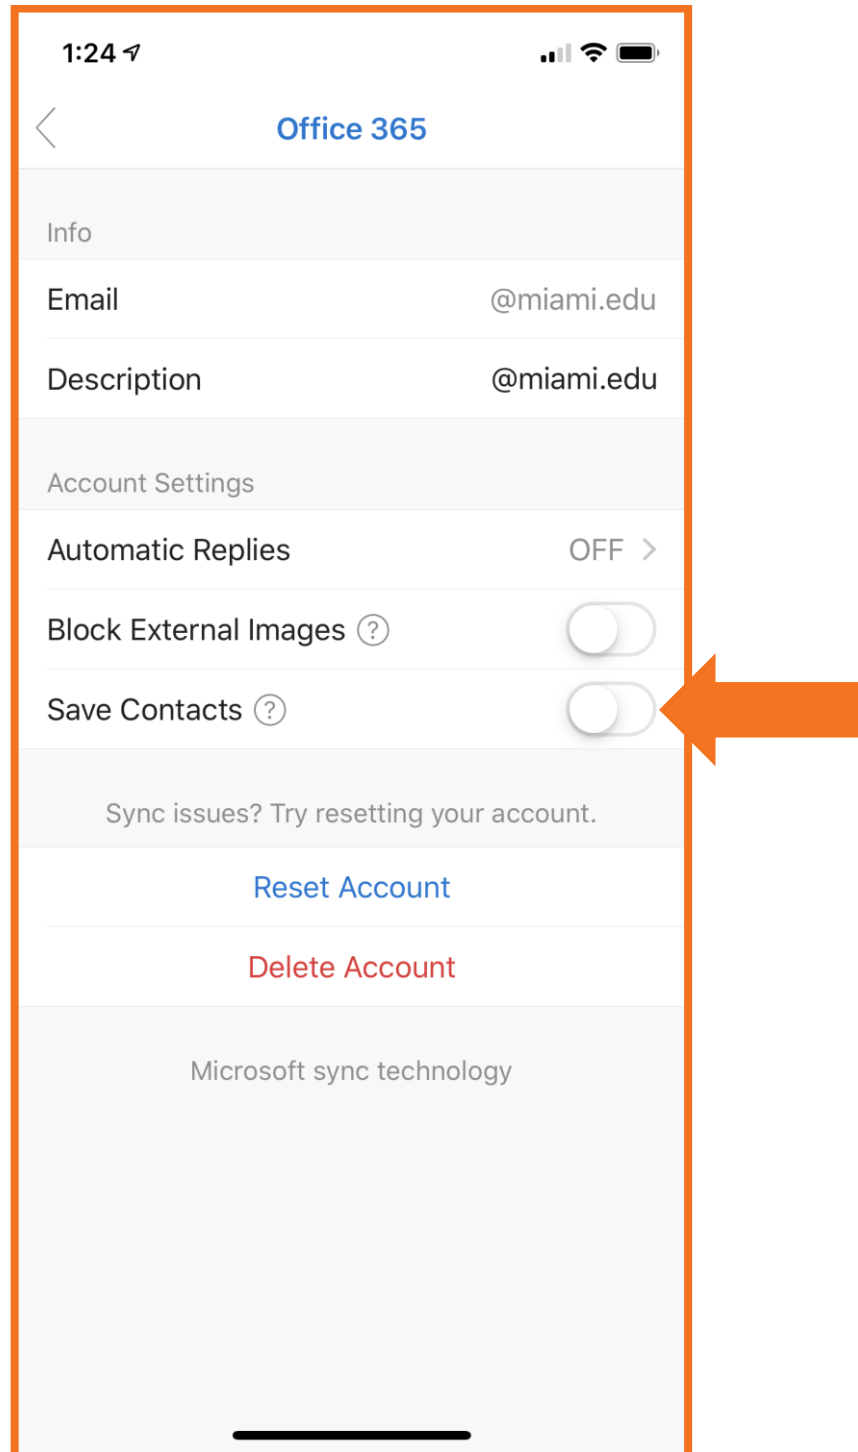 1:24
Office 365
Info
Email @miami.edu
Description @miami.edu
Account Settings
Automatic Replies OFF
Block External Images ?
Save Contacts ?
Sync issues? Try resetting your account.
Reset Account
Delete Account
Microsoft sync technology